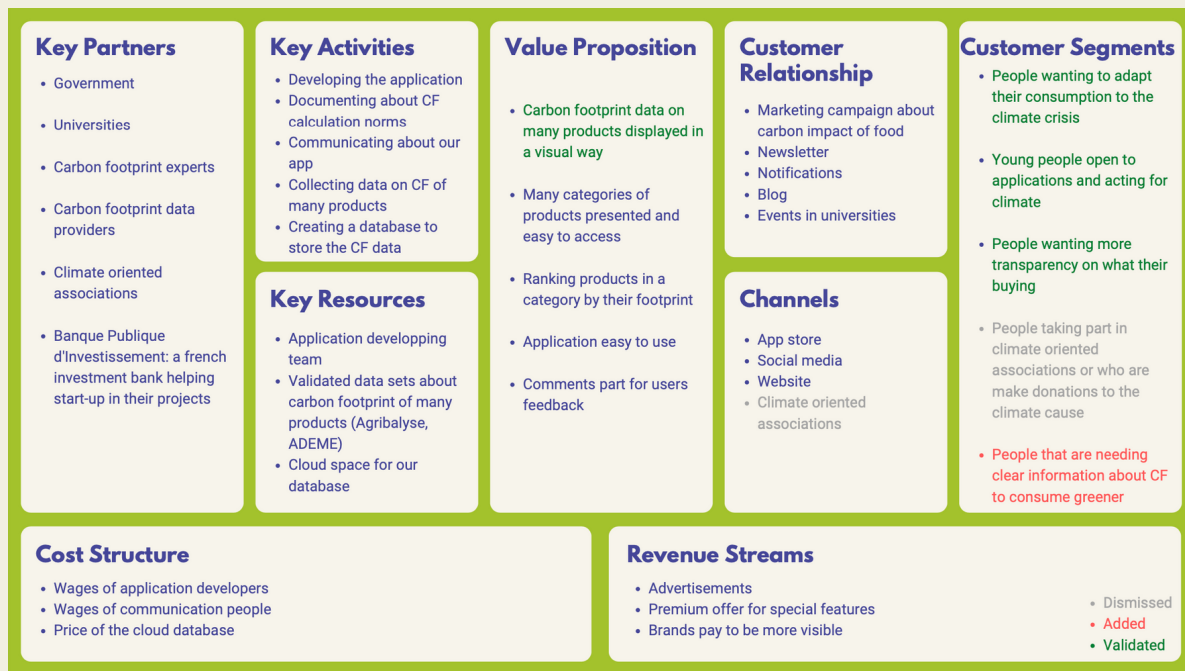 Key Partners
• Government
• Universities
• Carbon footprint experts
• Carbon footprint data
providers
• Climate oriented
associations
• Banque Publique
d'Investissement: a french
investment bank helping
start-up in their projects
Key Activities
• Developing the application
• Documenting about CF
calculation norms
• Communicating about our
app
• Collecting data on CF of
many products
• Creating a database to
store the CF data
Key Resources
• Application developping
team
• Validated data sets about
carbon footprint of many
products (Agribalyse,
ADEME)
• Cloud space for our
database
Value Proposition
• Carbon footprint data on
many products displayed in
a visual way
• Many categories of
products presented and
easy to access
• Ranking products in a
category by their footprint
• Application easy to use
• Comments part for users
feedback
Customer
Relationship
• Marketing campaign about
carbon impact of food
• Newsletter
• Notifications
• Blog
• Events in universities
Channels
• App store
• Social media
• Website
• Climate oriented
associations
Customer Segments
• People wanting to adapt
their consumption to the
climate crisis
• Young people open to
applications and acting for
climate
• People wanting more
transparency on what their
buying
• People taking part in
climate oriented
associations or who are
make donations to the
climate cause
• People that are needing
clear information about CF
to consume greener
Cost Structure
• Wages of application developers
• Wages of communication people
• Price of the cloud database
Revenue Streams
• Advertisements
• Premium offer for special features
• Brands pay to be more visible
• Dismissed
• Added
• Validated